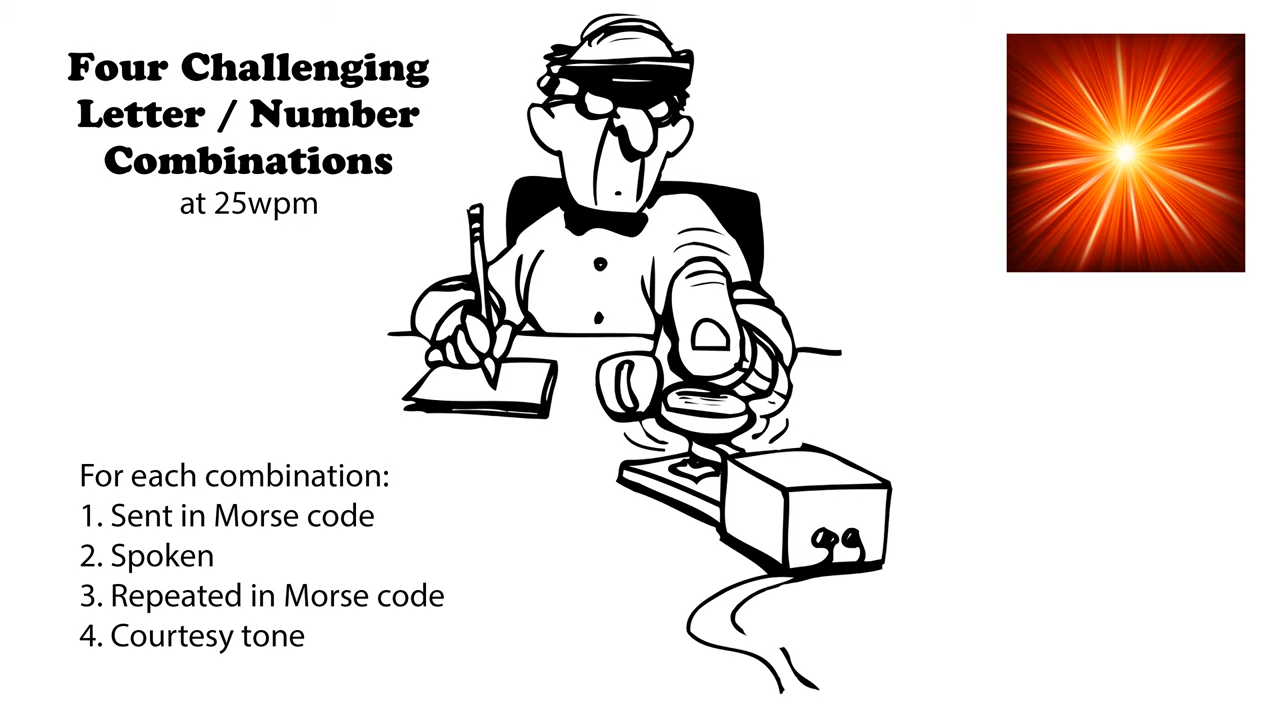 Four Challenging
Letter / Number
Combinations
at 25wpm
For each combination:
1. Sent in Morse code
2. Spoken
3. Repeated in Morse code
4. Courtesy tone